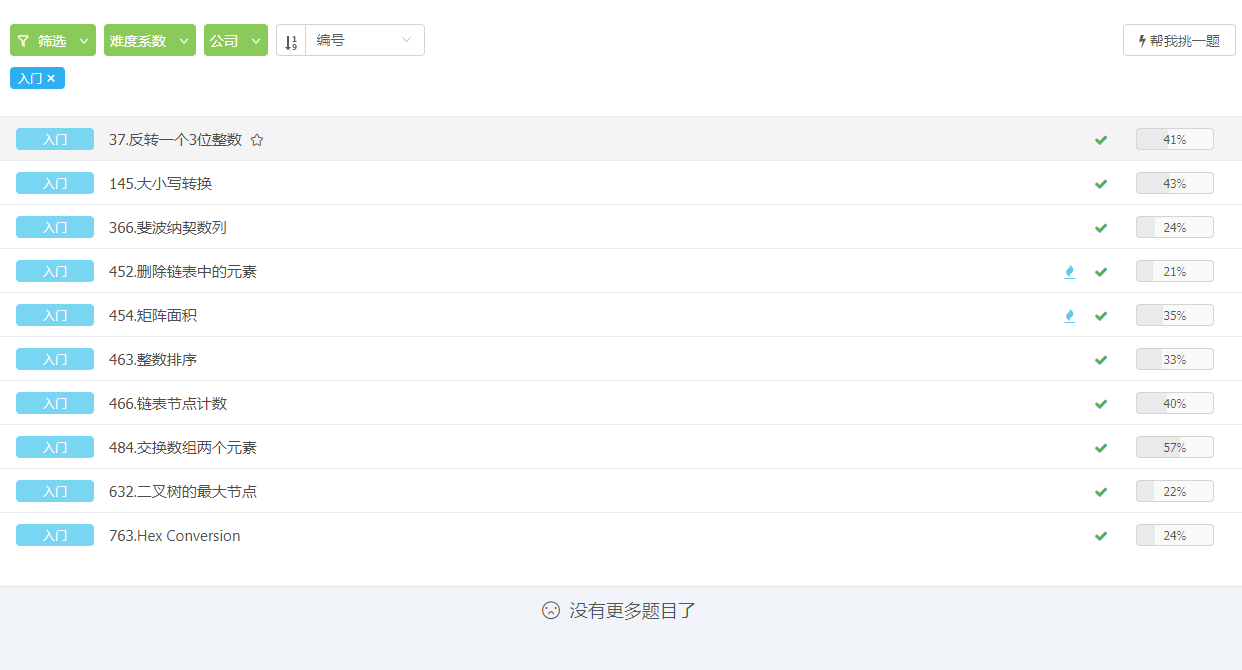 筛选 难度系数 公司 编号 帮我挑一题
入门 ×
入门 37.反转一个3位整数 41%
入门 145.大小写转换 43%
入门 366.斐波纳契数列 24%
入门 452.删除链表中的元素 21%
入门 454.矩阵面积 35%
入门 463.整数排序 33%
入门 466.链表节点计数 40%
入门 484.交换数组两个元素 57%
入门 632.二叉树的最大节点 22%
入门 763.Hex Conversion 24%
没有更多题目了